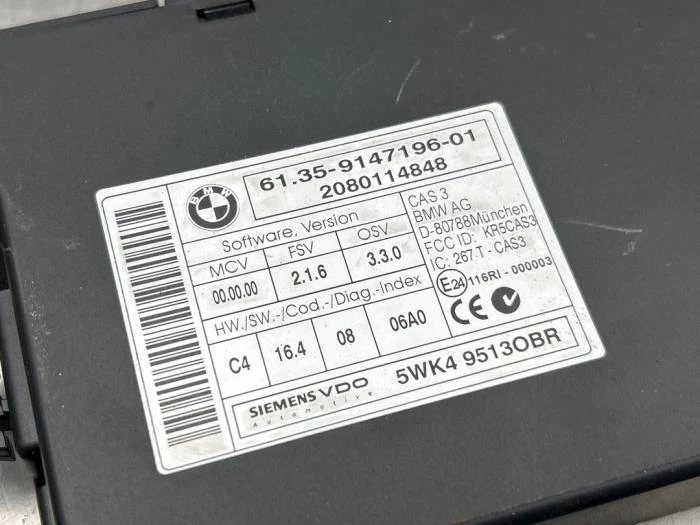 BMW
61.35-9147196-01
2080114848
Software, Version
MCV FSV OSV
00.00.00 2.1.6 3.3.0
HW./SW.-/Cod.-/Diag.-Index
C4 16.4 08 06A0
CAS 3
BMW AG
D-80788München
FCC ID: KR5CAS3
IC: 267.T - CAS3
E24 116RI - 000003
CE
SIEMENS VDO
Automotive
5WK4 9513OBR